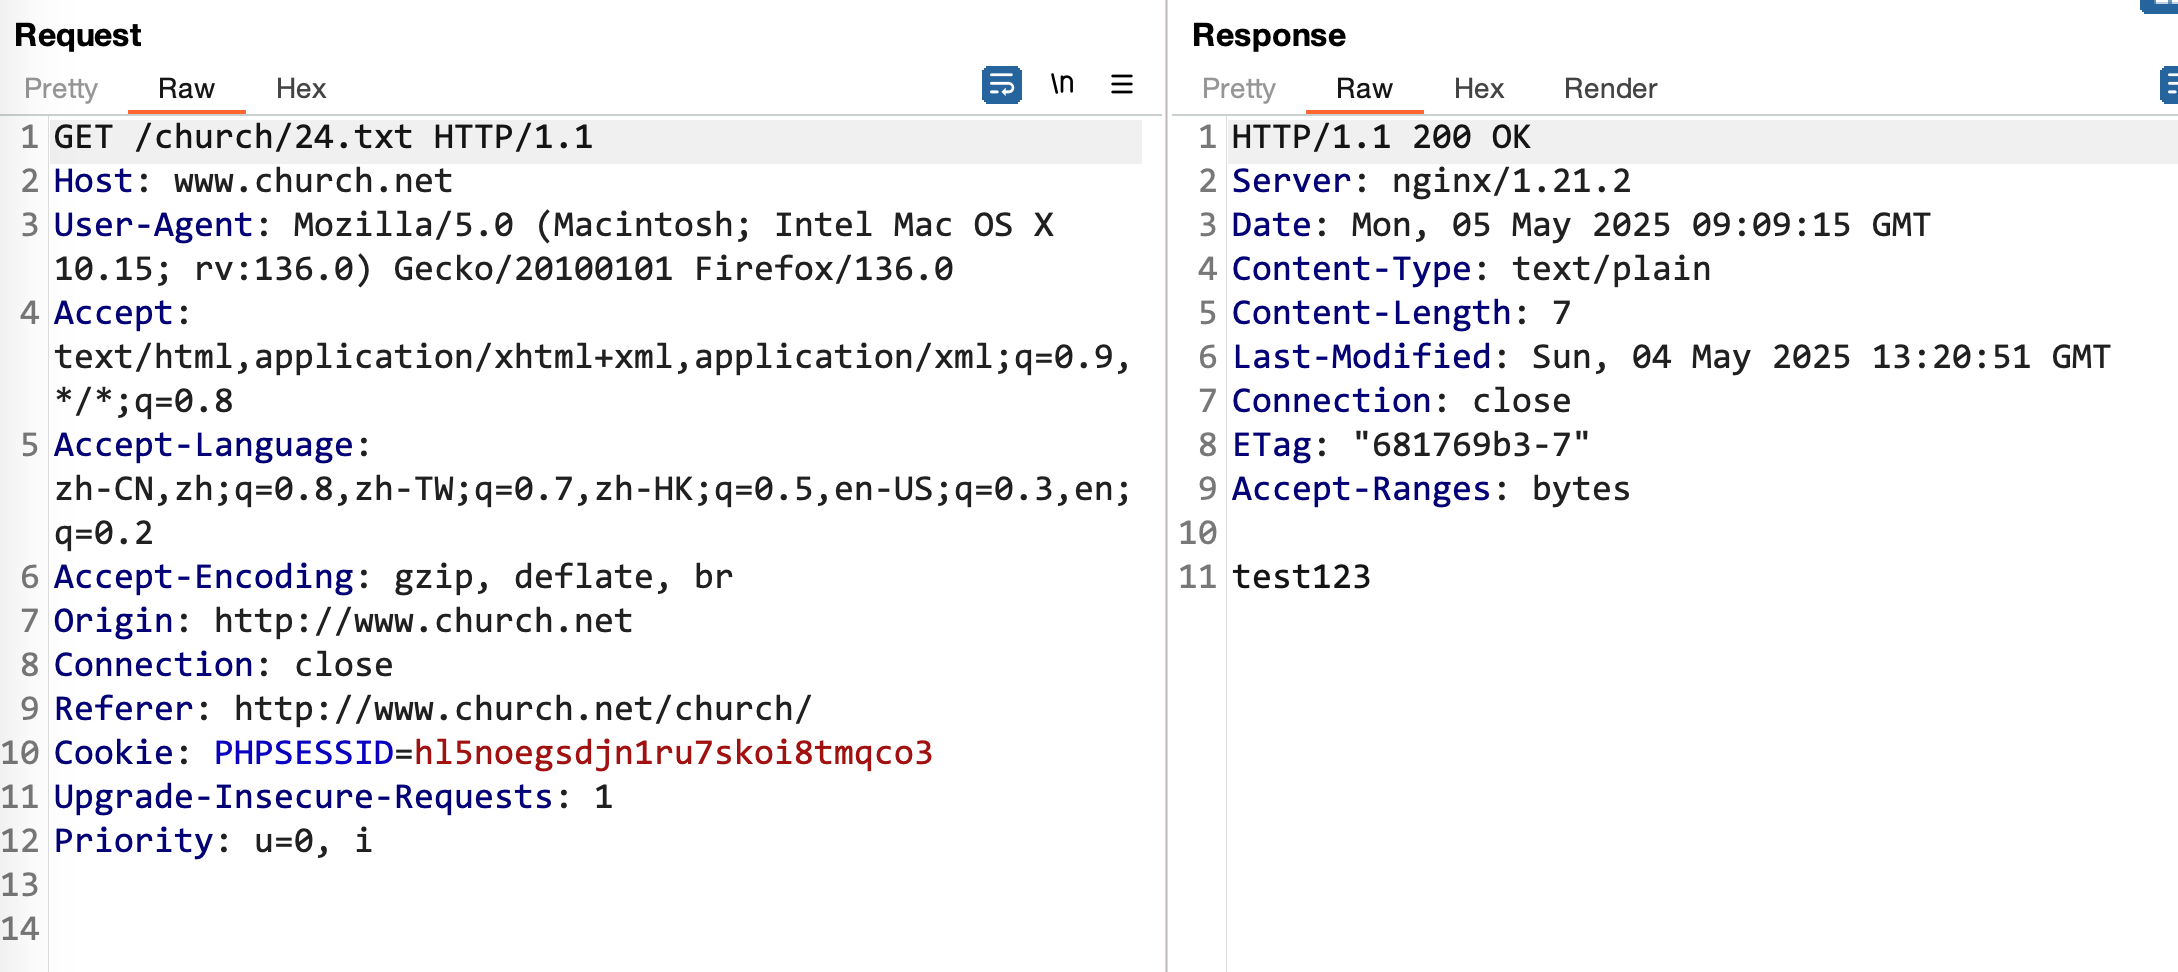 Request
Pretty Raw Hex
\n
1 GET /church/24.txt HTTP/1.1
2 Host: www.church.net
3 User-Agent: Mozilla/5.0 (Macintosh; Intel Mac OS X
10.15; rv:136.0) Gecko/20100101 Firefox/136.0
4 Accept:
text/html,application/xhtml+xml,application/xml;q=0.9,
*/*;q=0.8
5 Accept-Language:
zh-CN,zh;q=0.8,zh-TW;q=0.7,zh-HK;q=0.5,en-US;q=0.3,en;
q=0.2
6 Accept-Encoding: gzip, deflate, br
7 Origin: http://www.church.net
8 Connection: close
9 Referer: http://www.church.net/church/
10 Cookie: PHPSESSID=hl5noegsdjn1ru7skoi8tmqco3
11 Upgrade-Insecure-Requests: 1
12 Priority: u=0, i
13
14
Response
Pretty Raw Hex Render
1 HTTP/1.1 200 OK
2 Server: nginx/1.21.2
3 Date: Mon, 05 May 2025 09:09:15 GMT
4 Content-Type: text/plain
5 Content-Length: 7
6 Last-Modified: Sun, 04 May 2025 13:20:51 GMT
7 Connection: close
8 ETag: "681769b3-7"
9 Accept-Ranges: bytes
10
11 test123